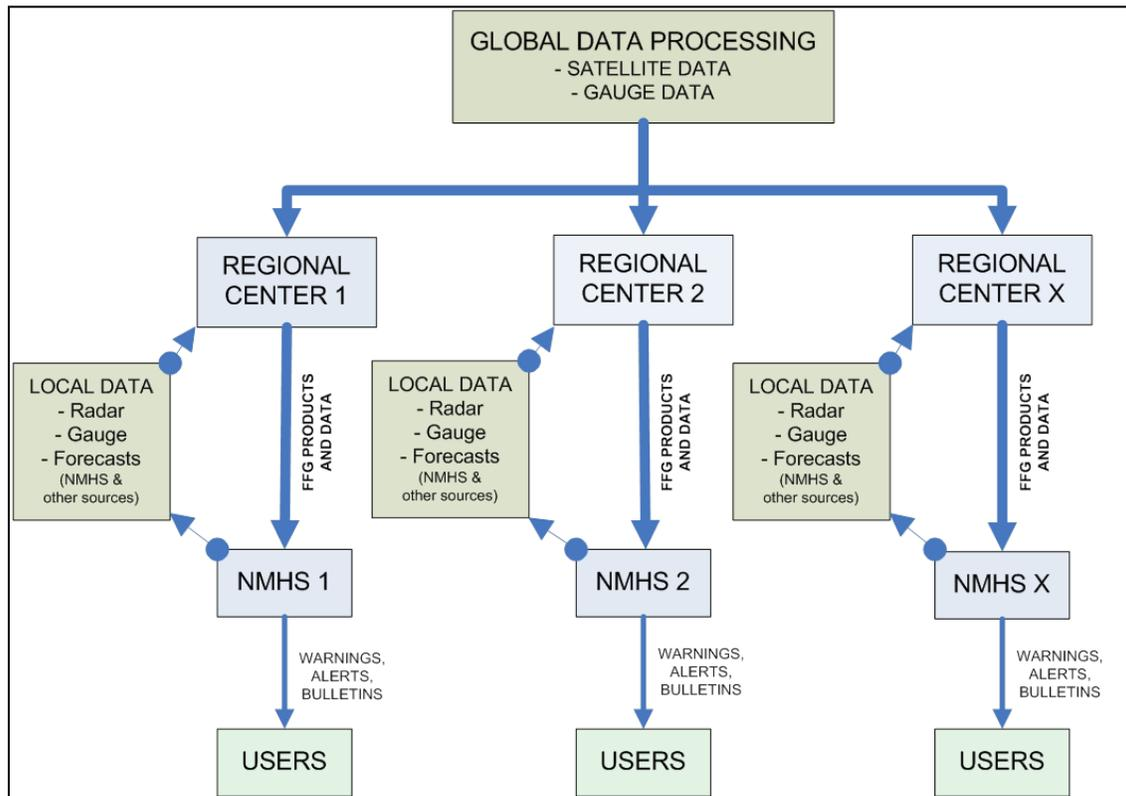 GLOBAL DATA PROCESSING
- SATELLITE DATA
- GAUGE DATA
REGIONAL
CENTER 1
REGIONAL
CENTER 2
REGIONAL
CENTER X
LOCAL DATA
- Radar
- Gauge
- Forecasts
(NMHS &
other sources)
FFG PRODUCTS
AND DATA
LOCAL DATA
- Radar
- Gauge
- Forecasts
(NMHS &
other sources)
FFG PRODUCTS
AND DATA
LOCAL DATA
- Radar
- Gauge
- Forecasts
(NMHS &
other sources)
FFG PRODUCTS
AND DATA
NMHS 1
NMHS 2
NMHS X
WARNINGS,
ALERTS,
BULLETINS
WARNINGS,
ALERTS,
BULLETINS
WARNINGS,
ALERTS,
BULLETINS
USERS
USERS
USERS